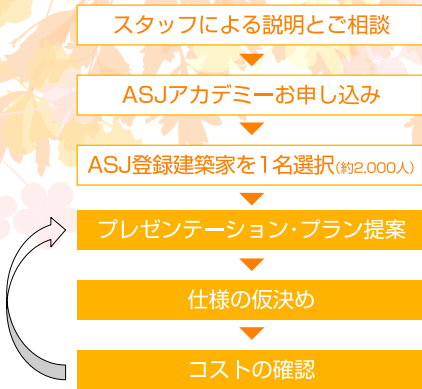 スタッフによる説明とご相談
ASJアカデミーお申し込み
ASJ登録建築家を1名選択(約2,000人)
プレゼンテーション・プラン提案
仕様の仮決め
コストの確認